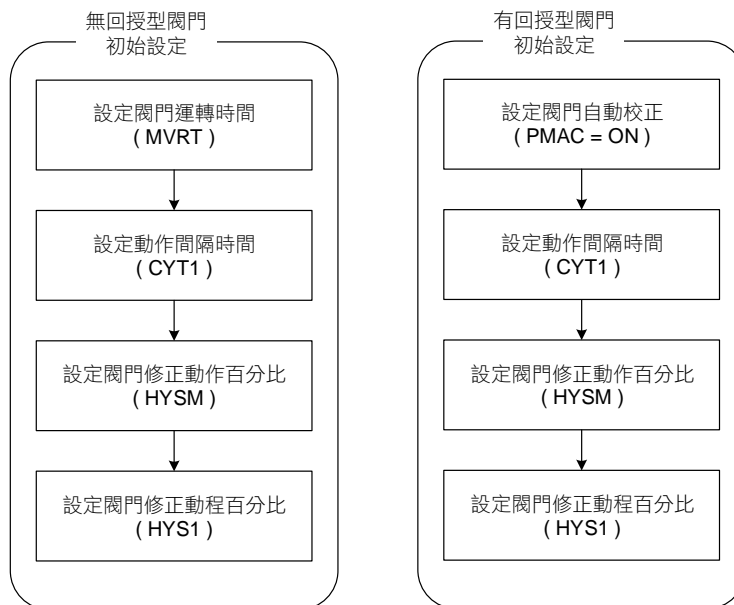 無回授型閥門
初始設定
設定閥門運轉時間
( MVRT )
設定動作間隔時間
( CYT1 )
設定閥門修正動作百分比
( HYSM )
設定閥門修正動程百分比
( HYS1 )
有回授型閥門
初始設定
設定閥門自動校正
( PMAC = ON )
設定動作間隔時間
( CYT1 )
設定閥門修正動作百分比
( HYSM )
設定閥門修正動程百分比
( HYS1 )